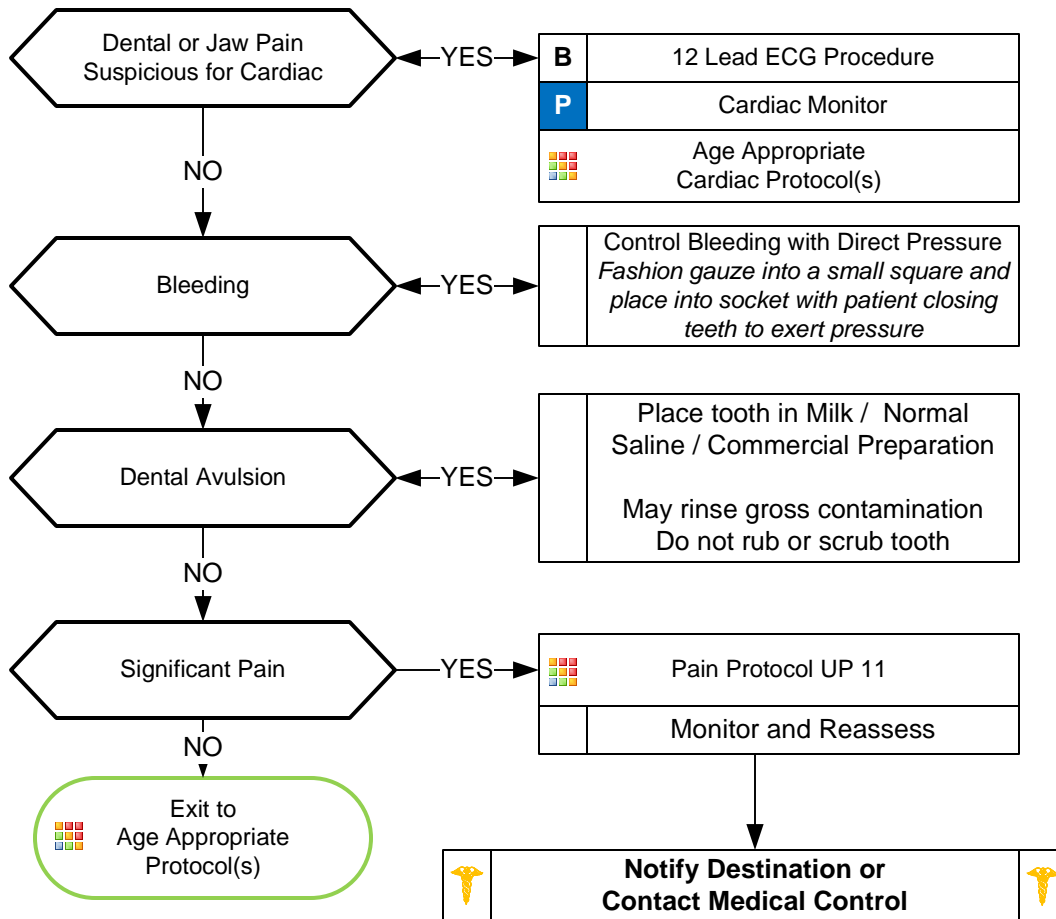 Dental or Jaw Pain
Suspicious for Cardiac
YES
B
12 Lead ECG Procedure
P
Cardiac Monitor
Age Appropriate
Cardiac Protocol(s)
NO
Bleeding
YES
Control Bleeding with Direct Pressure
Fashion gauze into a small square and
place into socket with patient closing
teeth to exert pressure
NO
Dental Avulsion
YES
Place tooth in Milk / Normal
Saline / Commercial Preparation
May rinse gross contamination
Do not rub or scrub tooth
NO
Significant Pain
YES
Pain Protocol UP 11
Monitor and Reassess
NO
Exit to
Age Appropriate
Protocol(s)
Notify Destination or
Contact Medical Control